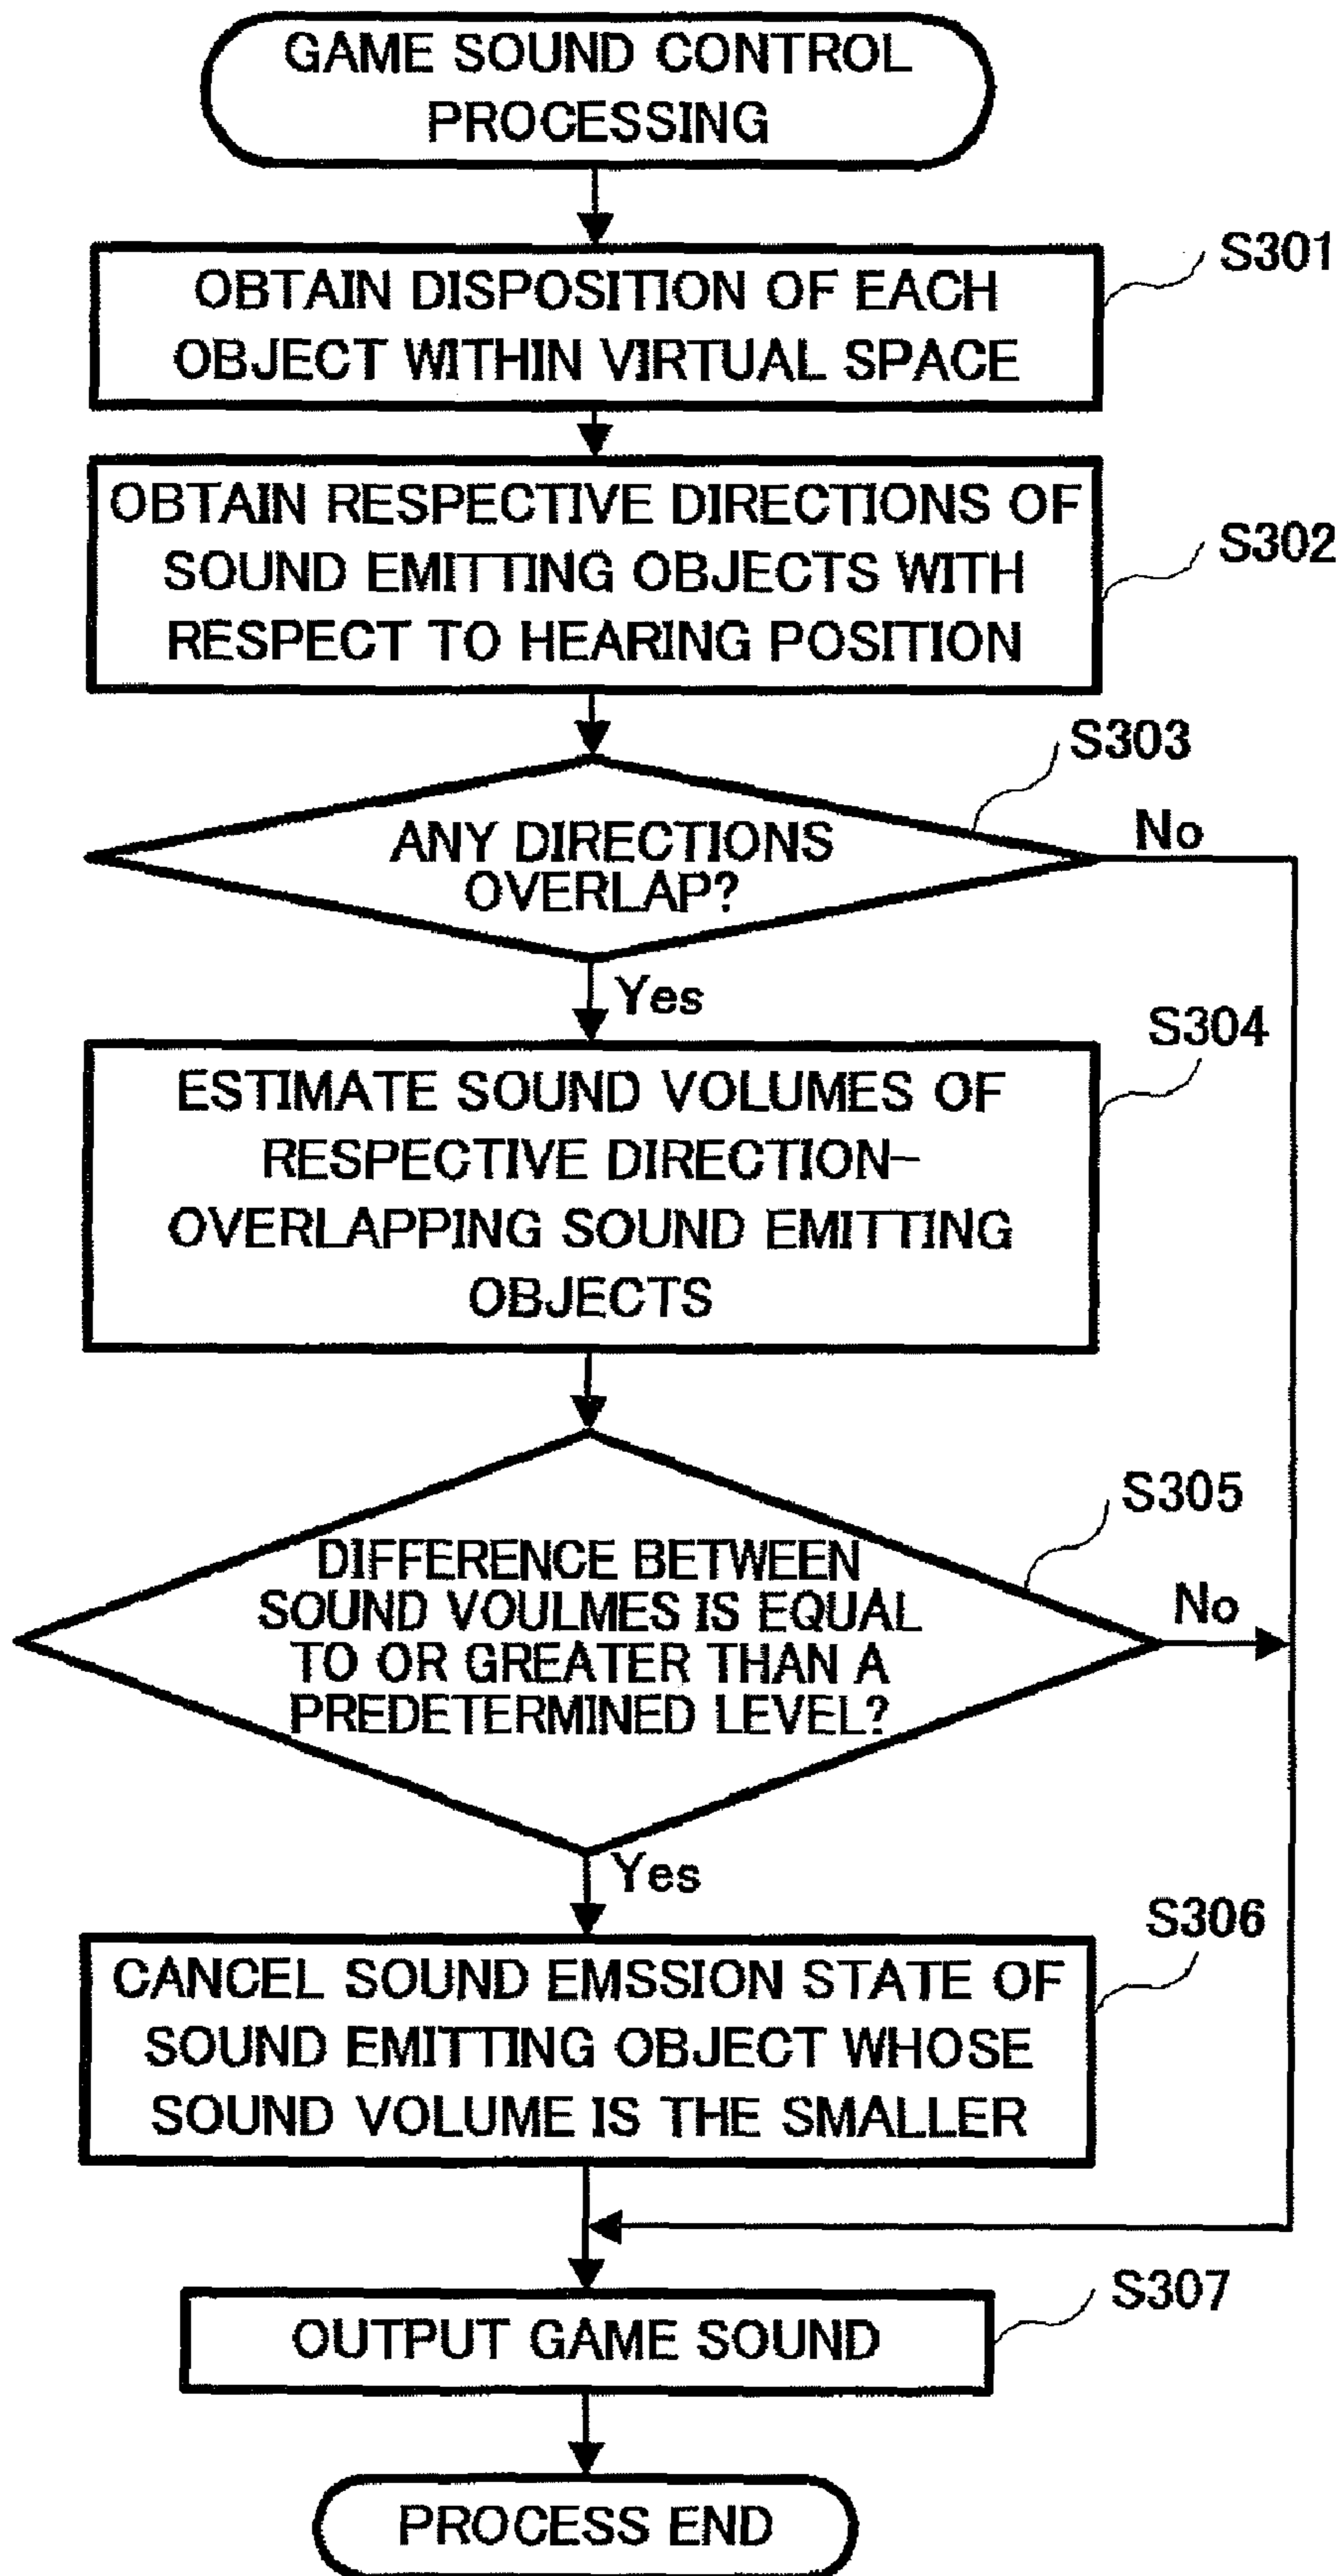 GAME SOUND CONTROL
PROCESSING
S301
OBTAIN DISPOSITION OF EACH
OBJECT WITHIN VIRTUAL SPACE
OBTAIN RESPECTIVE DIRECTIONS OF
SOUND EMITTING OBJECTS WITH
RESPECT TO HEARING POSITION
S302
S303
ANY DIRECTIONS
OVERLAP?
No
Yes
S304
ESTIMATE SOUND VOLUMES OF
RESPECTIVE DIRECTION-
OVERLAPPING SOUND EMITTING
OBJECTS
S305
DIFFERENCE BETWEEN
SOUND VOULMES IS EQUAL
TO OR GREATER THAN A
PREDETERMINED LEVEL?
No
Yes
S306
CANCEL SOUND EMSSION STATE OF
SOUND EMITTING OBJECT WHOSE
SOUND VOLUME IS THE SMALLER
S307
OUTPUT GAME SOUND
PROCESS END